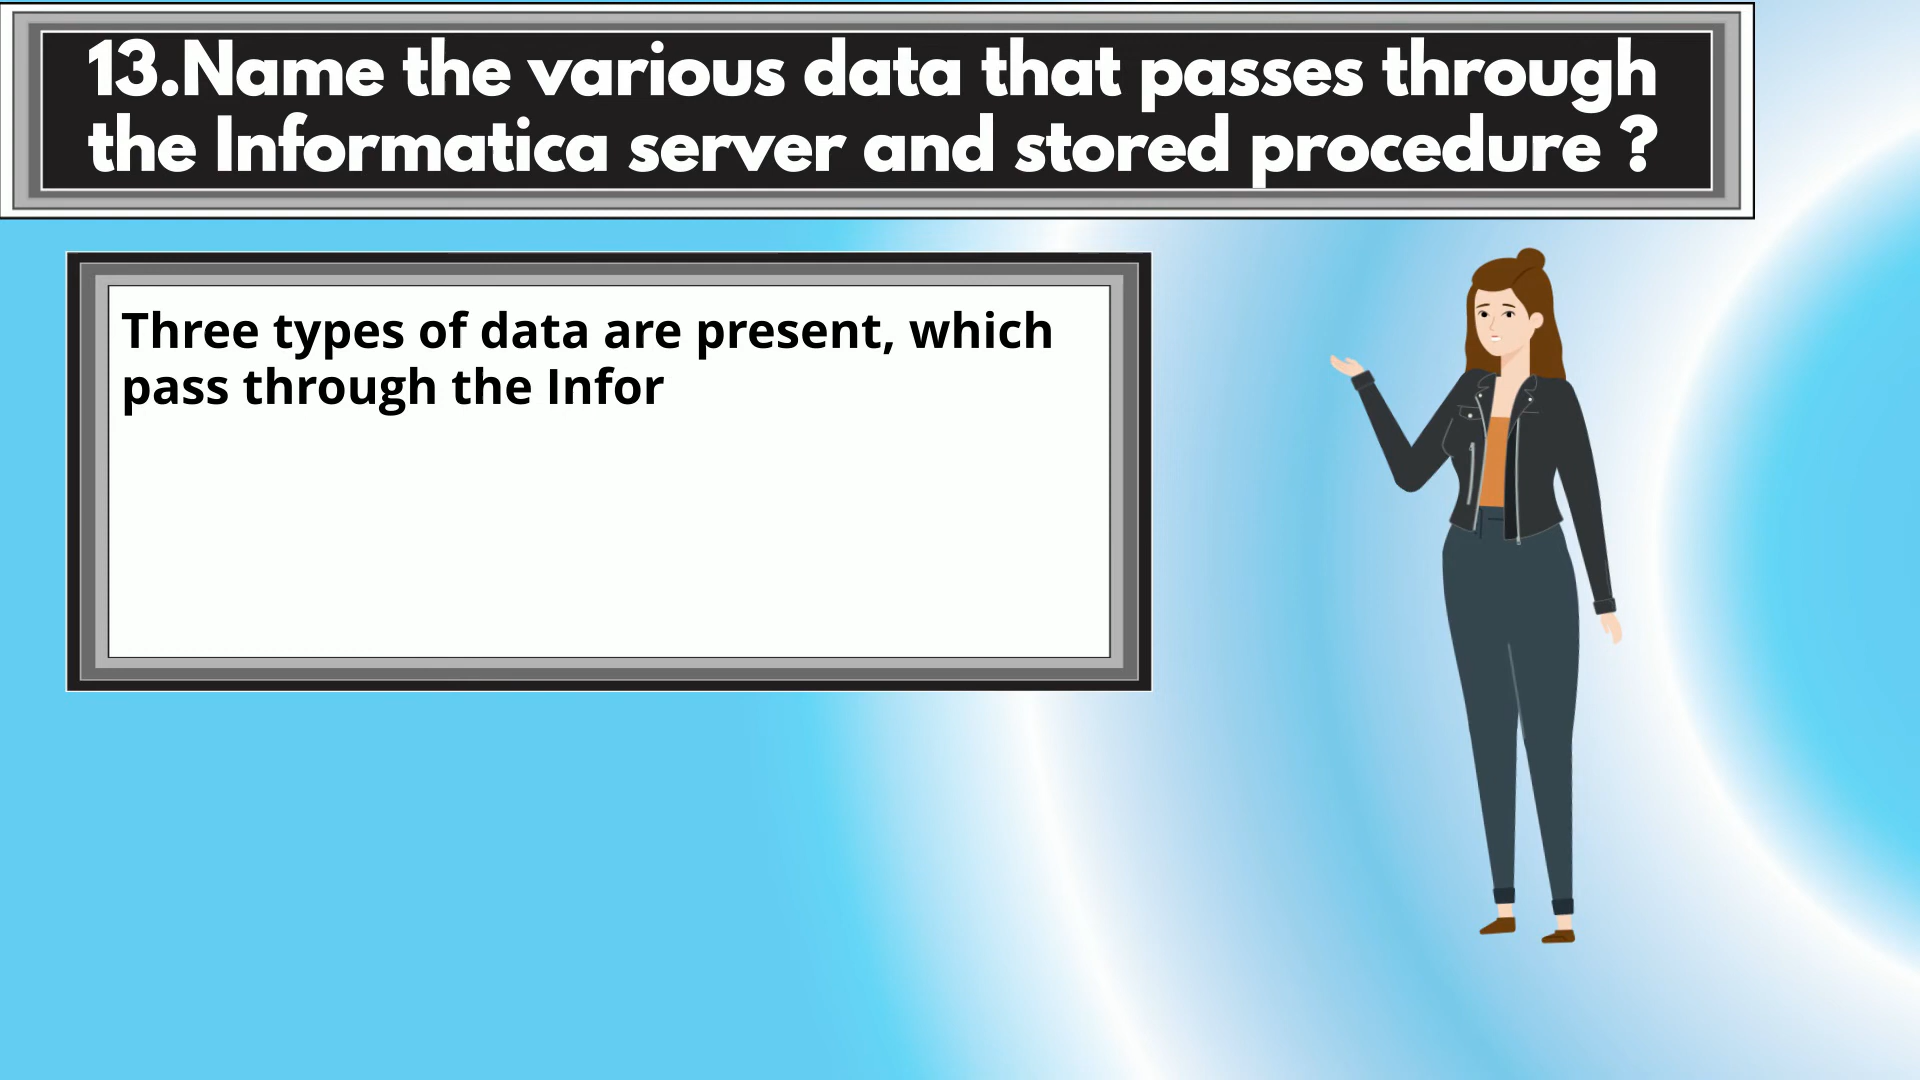 13.Name the various data that passes through
the Informatica server and stored procedure ?
Three types of data are present, which
pass through the Infor